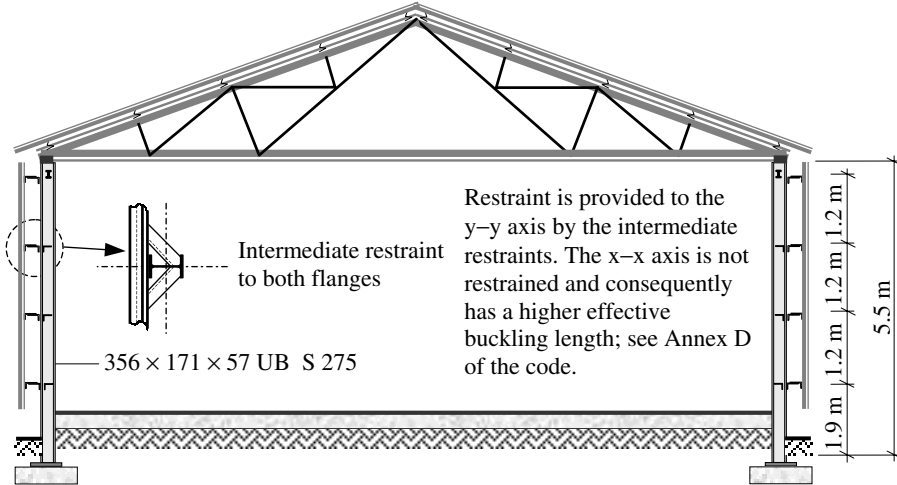 Restraint is provided to the
y–y axis by the intermediate
restraints. The x–x axis is not
restrained and consequently
has a higher effective
buckling length; see Annex D
of the code.
Intermediate restraint
to both flanges
356 × 171 × 57 UB S 275
1.2 m
1.2 m
1.2 m
1.9 m
5.5 m